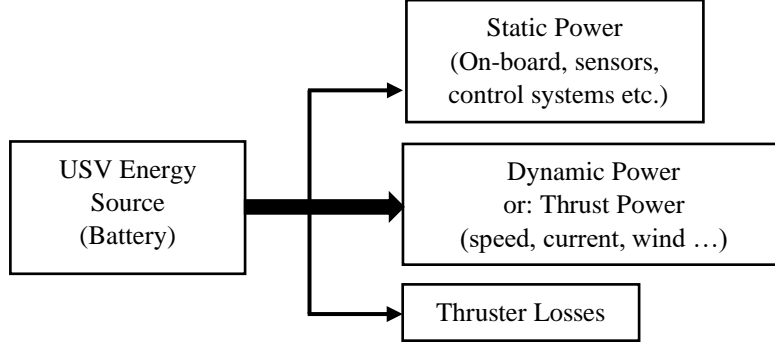 Static Power
(On-board, sensors,
control systems etc.)
USV Energy
Source
(Battery)
Dynamic Power
or: Thrust Power
(speed, current, wind …)
Thruster Losses